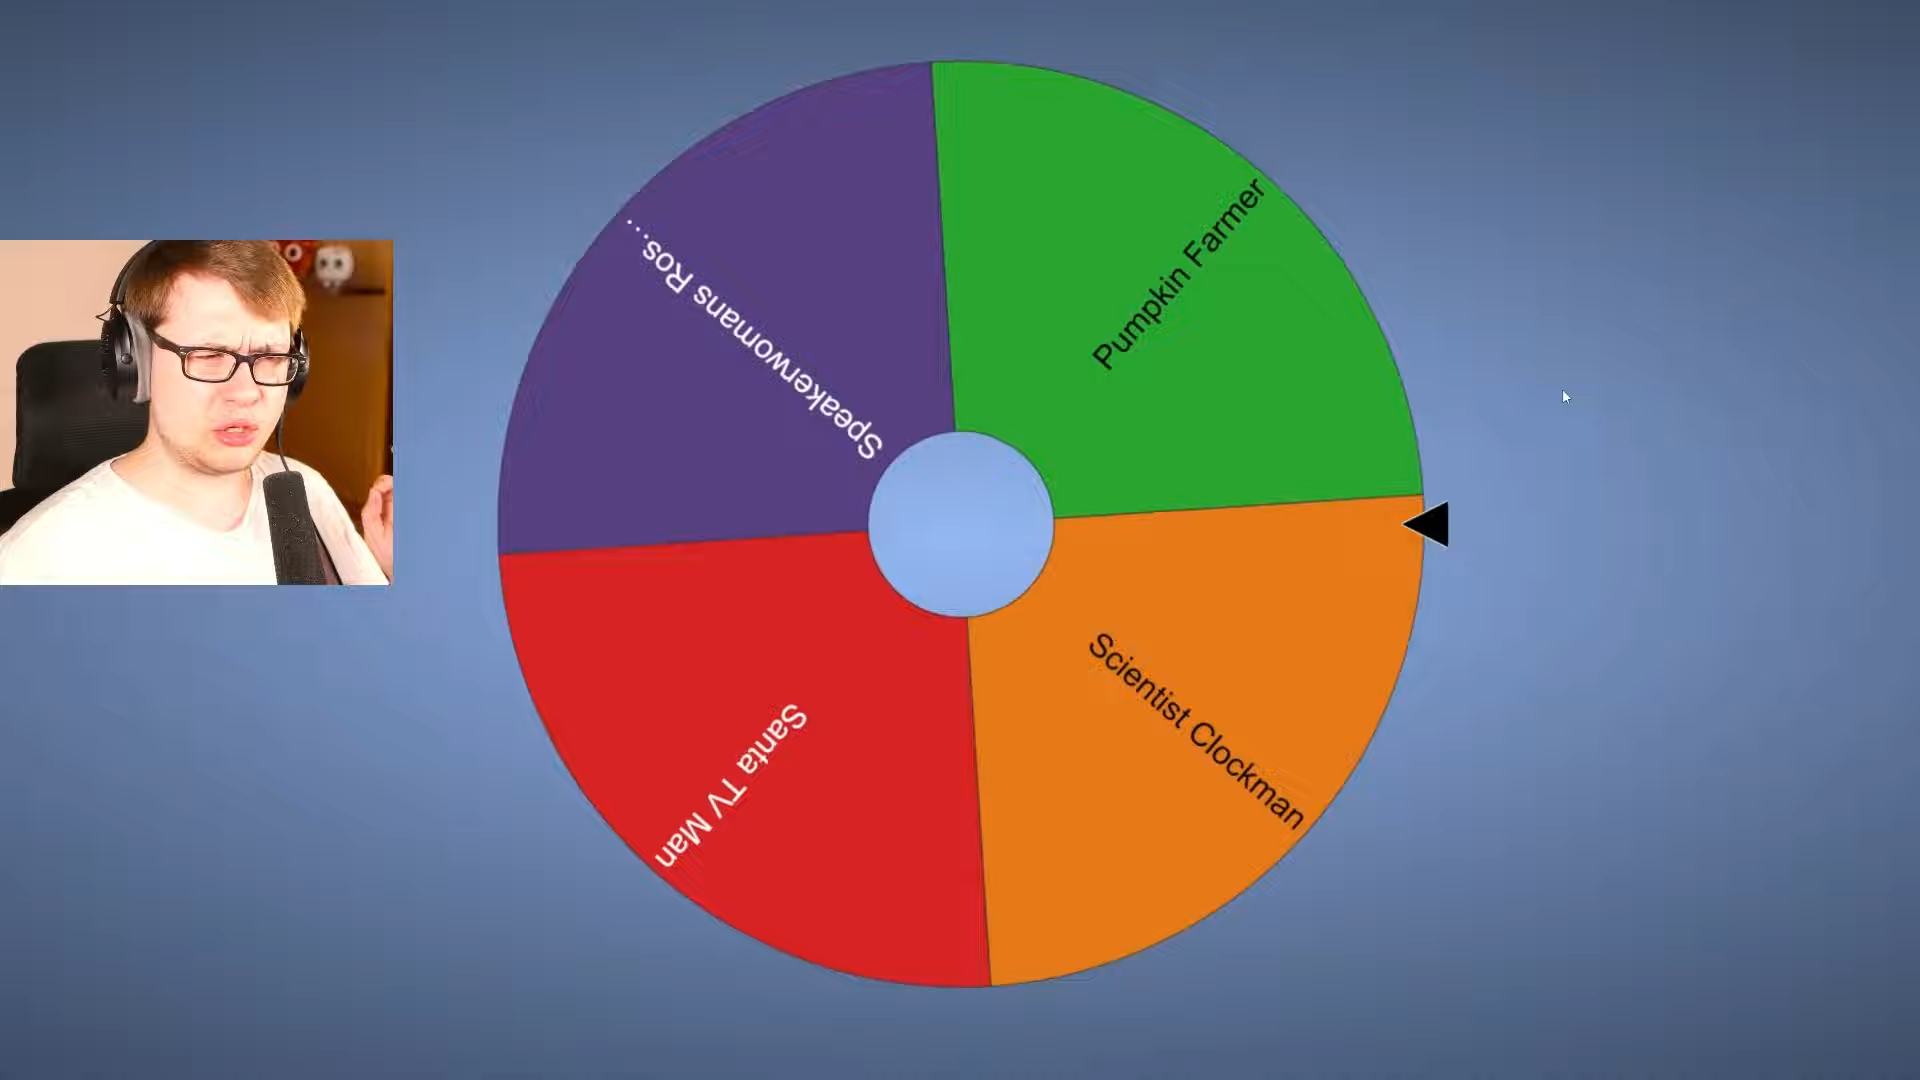 Speakerwomans Ros...
Pumpkin Farmer
Santa TV Man
Scientist Clockman